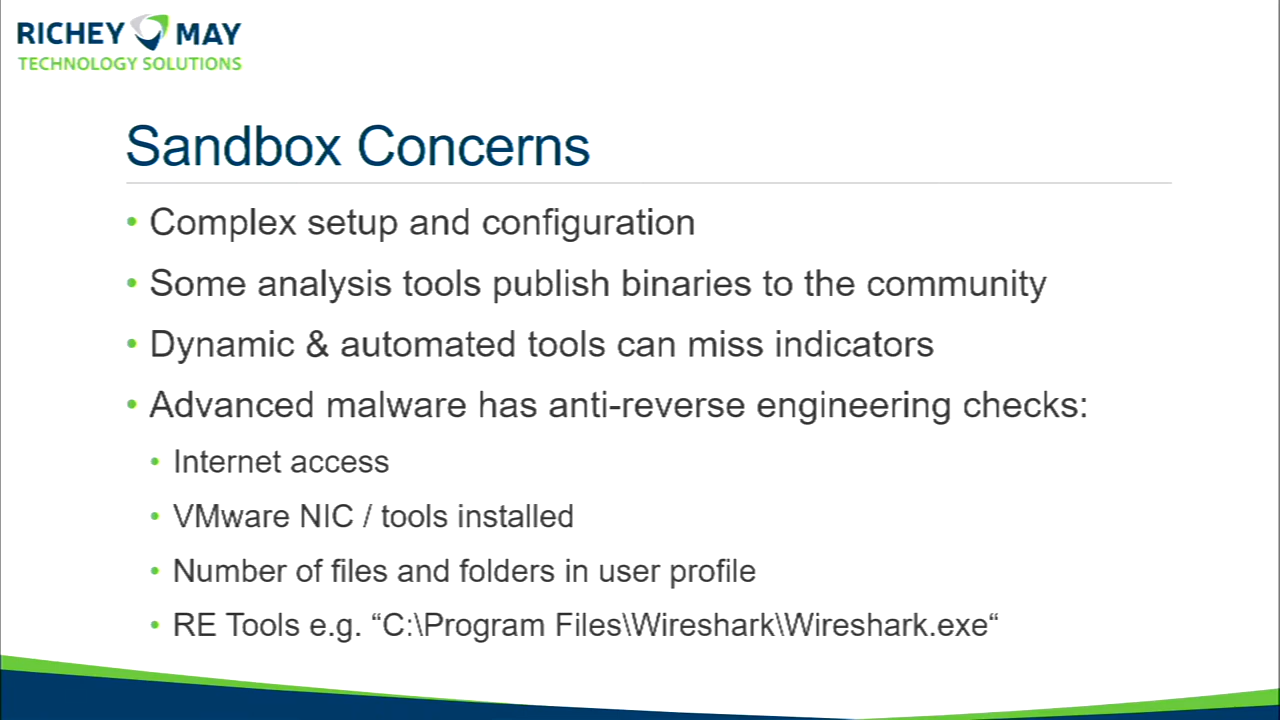 RICHEY MAY
TECHNOLOGY SOLUTIONS
Sandbox Concerns
• Complex setup and configuration
• Some analysis tools publish binaries to the community
• Dynamic & automated tools can miss indicators
• Advanced malware has anti-reverse engineering checks:
• Internet access
• VMware NIC / tools installed
• Number of files and folders in user profile
• RE Tools e.g. “C:\Program Files\Wireshark\Wireshark.exe“